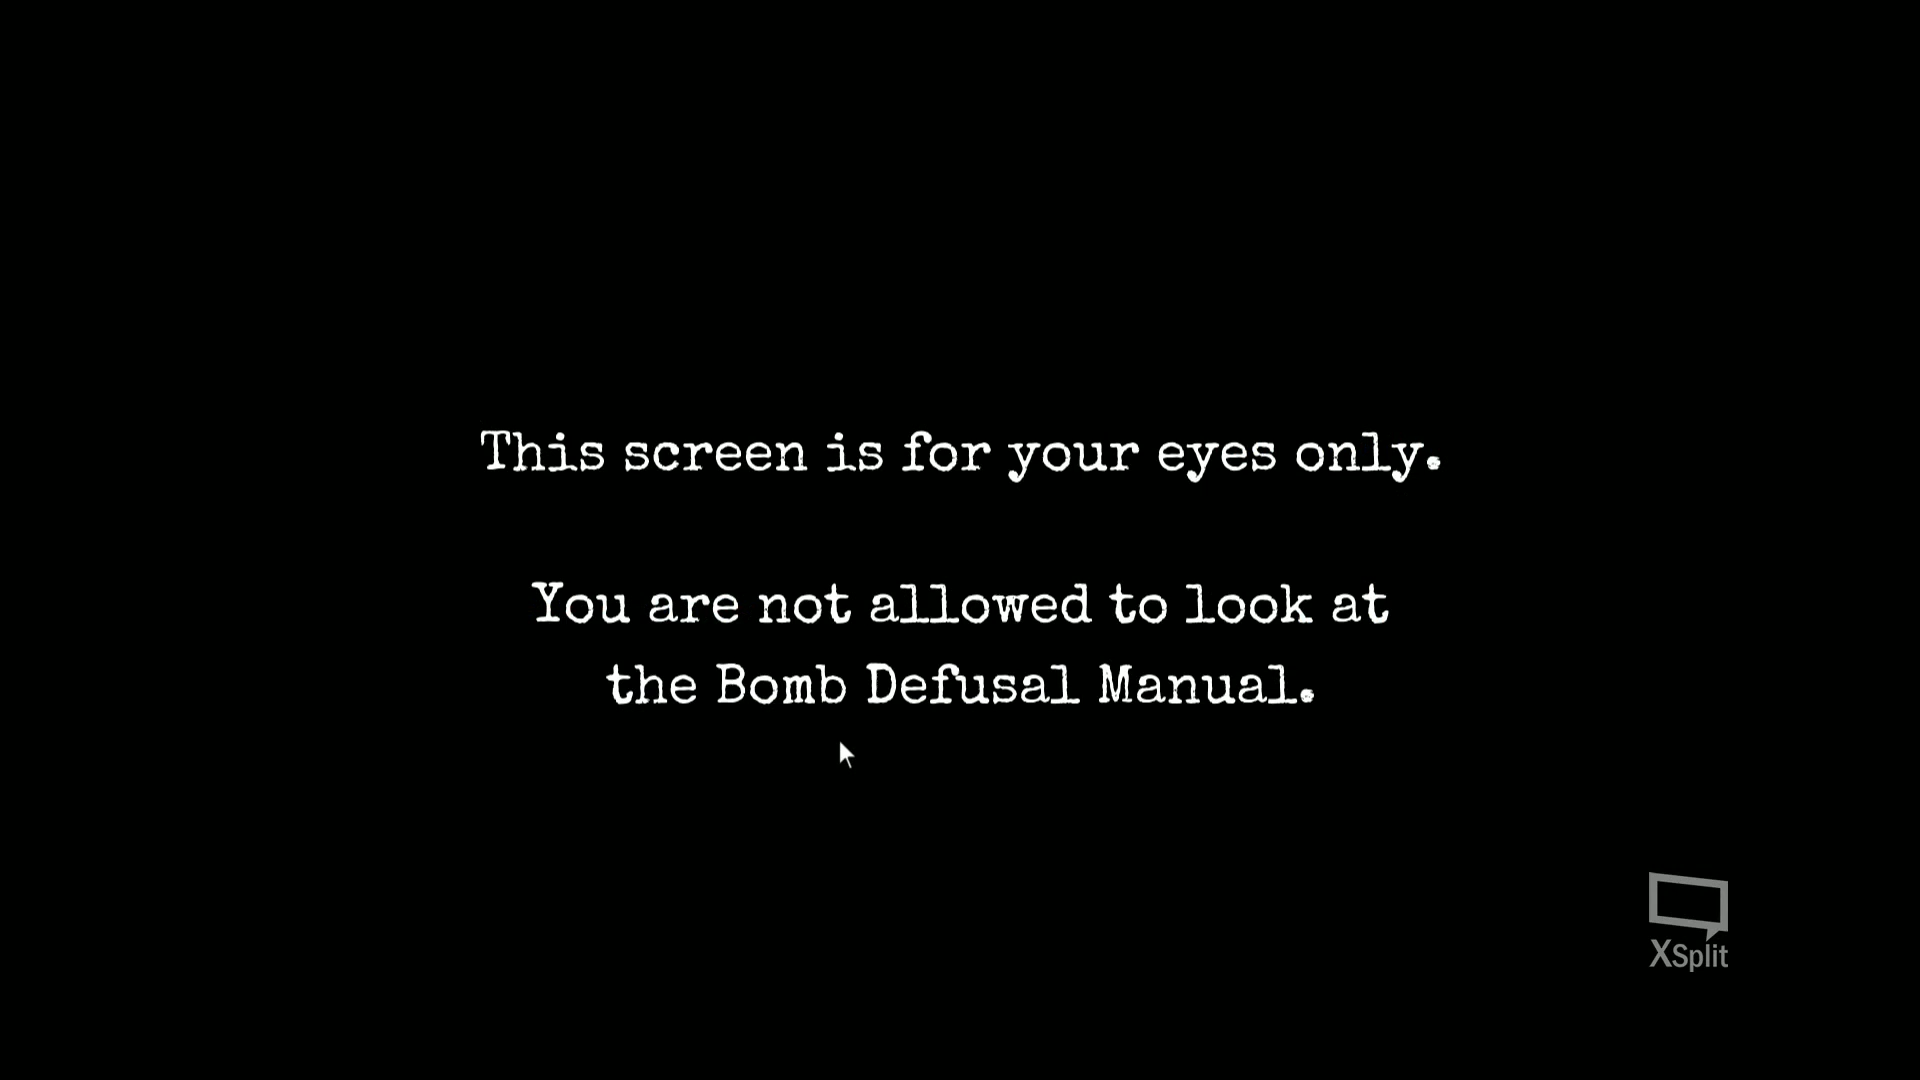 This screen is for your eyes only.
You are not allowed to look at
the Bomb Defusal Manual.
XSplit